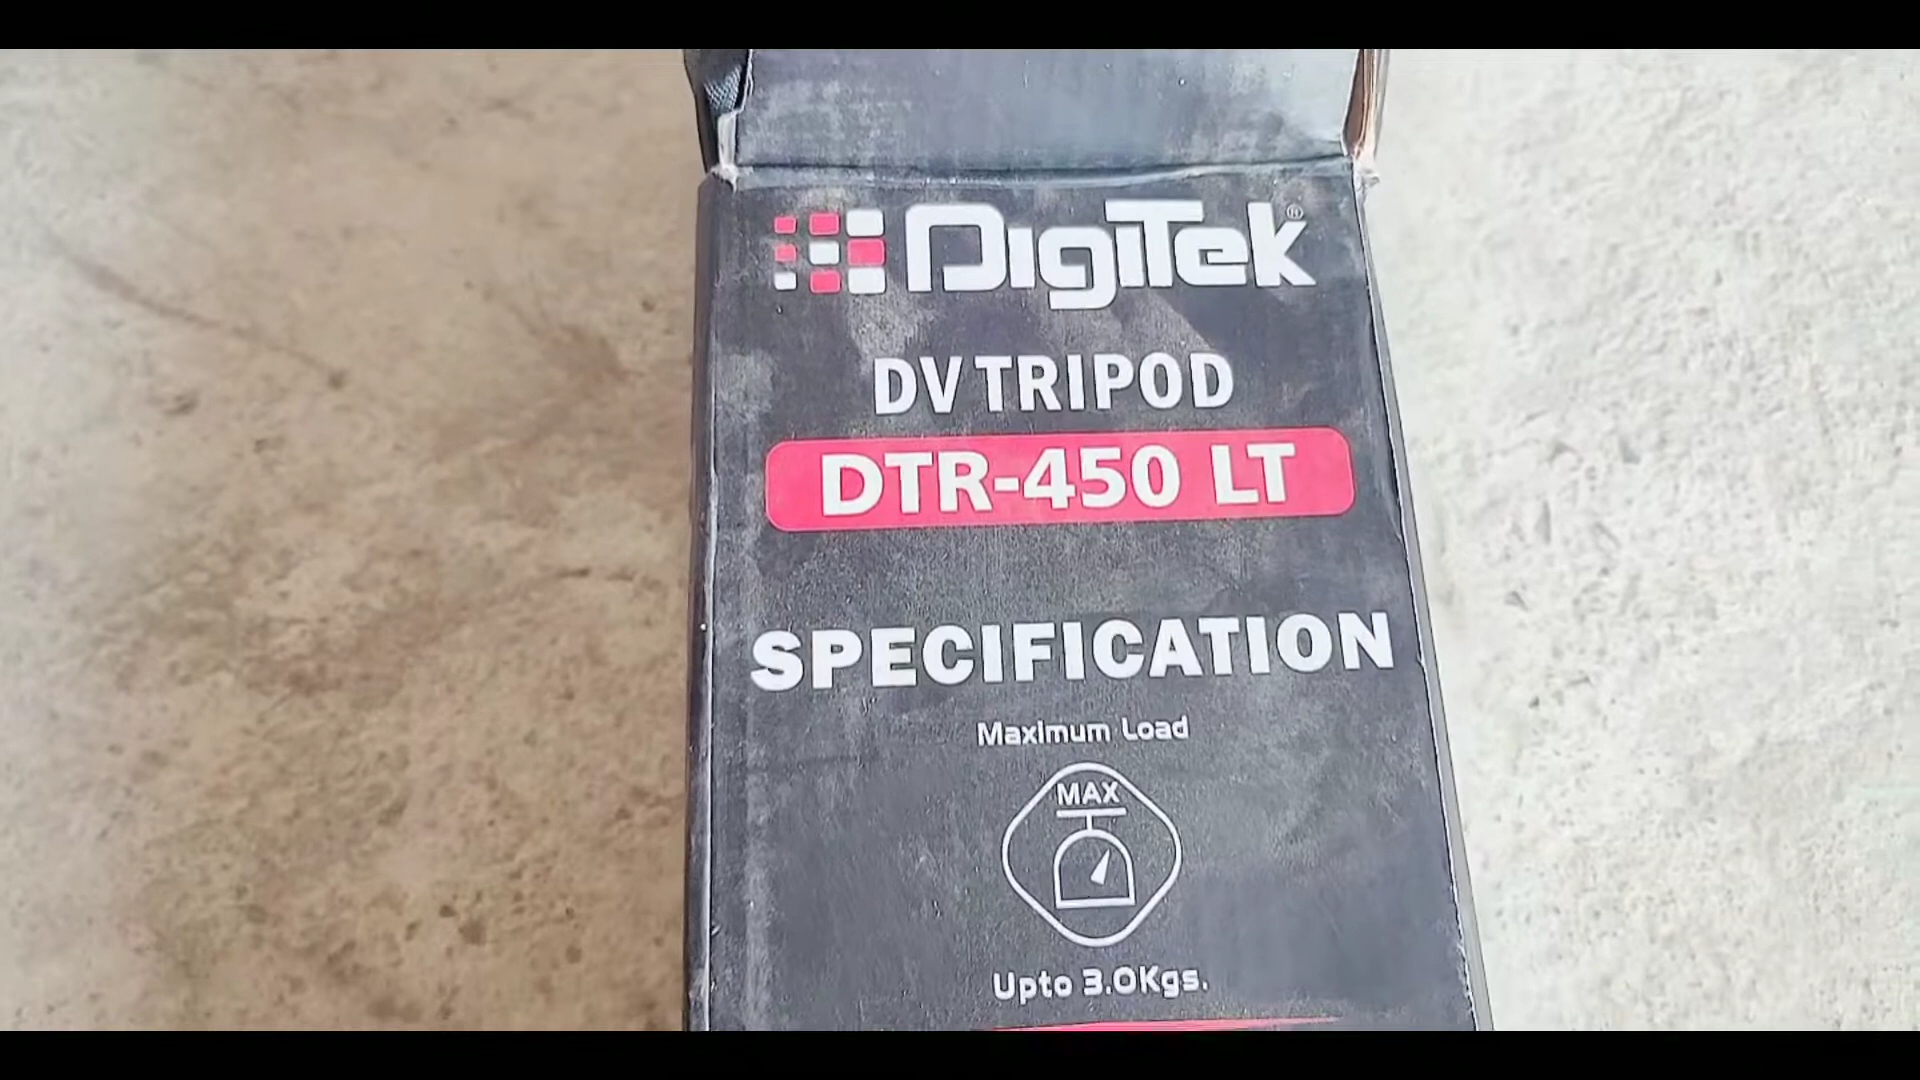 DigiTek®
DV TRIPOD
DTR-450 LT
SPECIFICATION
Maximum Load
MAX
Upto 3.0Kgs.